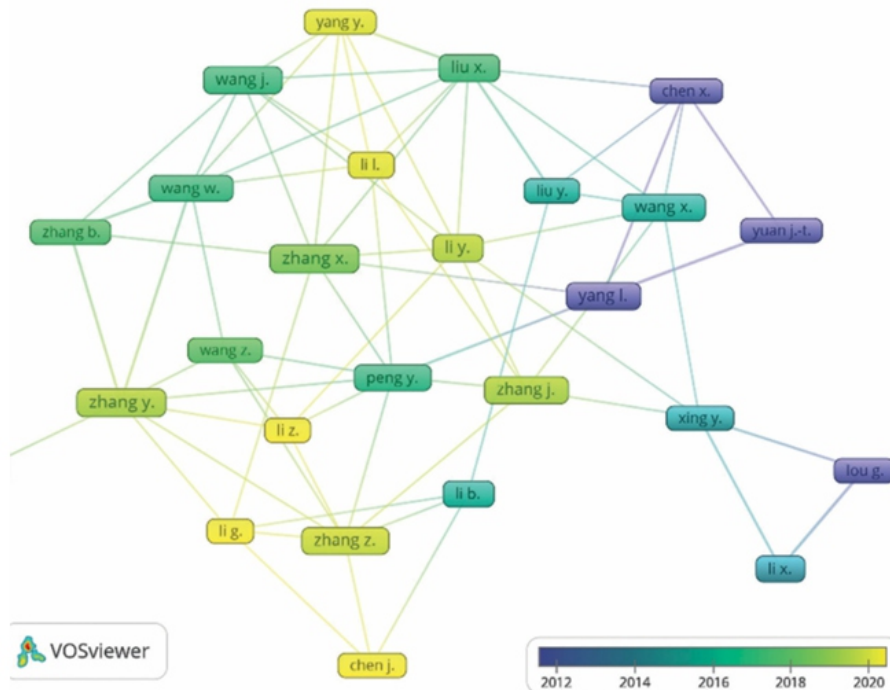 yang y.
liu x.
wang j.
chen x.
li l.
wang w.
liu y.
wang x.
zhang b.
yuan j.-t.
li y.
zhang x.
yang l.
wang z.
peng y.
zhang j.
zhang y.
xing y.
li z.
lou g.
li b.
li g.
zhang z.
li x.
VOSviewer
chen j.
2012 2014 2016 2018 2020